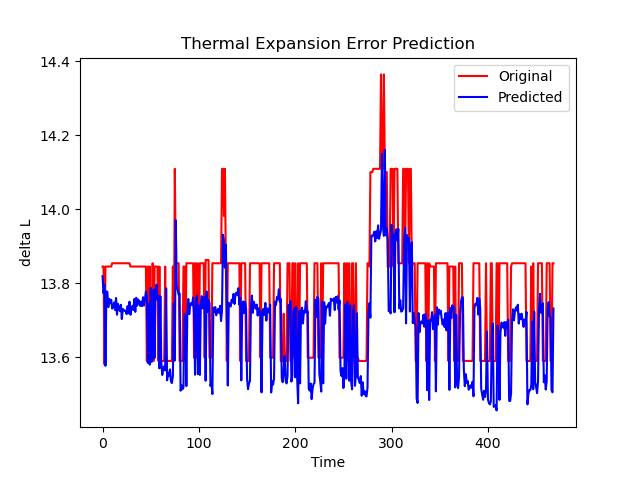 Thermal Expansion Error Prediction
Original
Predicted
14.4
14.2
14.0
13.8
13.6
delta L
0
100
200
300
400
Time